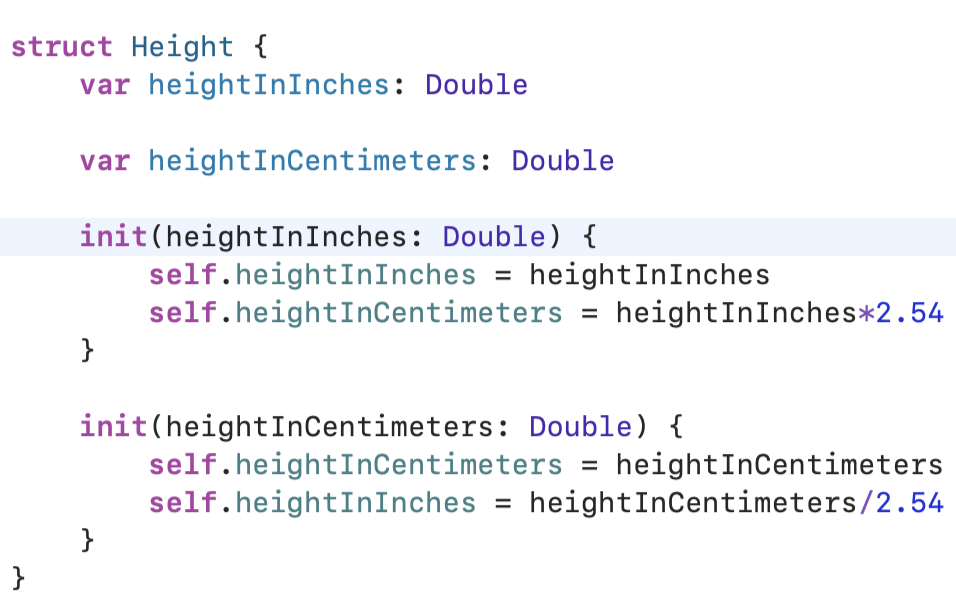 struct Height {
    var heightInInches: Double

    var heightInCentimeters: Double

    init(heightInInches: Double) {
        self.heightInInches = heightInInches
        self.heightInCentimeters = heightInInches*2.54
    }

    init(heightInCentimeters: Double) {
        self.heightInCentimeters = heightInCentimeters
        self.heightInInches = heightInCentimeters/2.54
    }
}